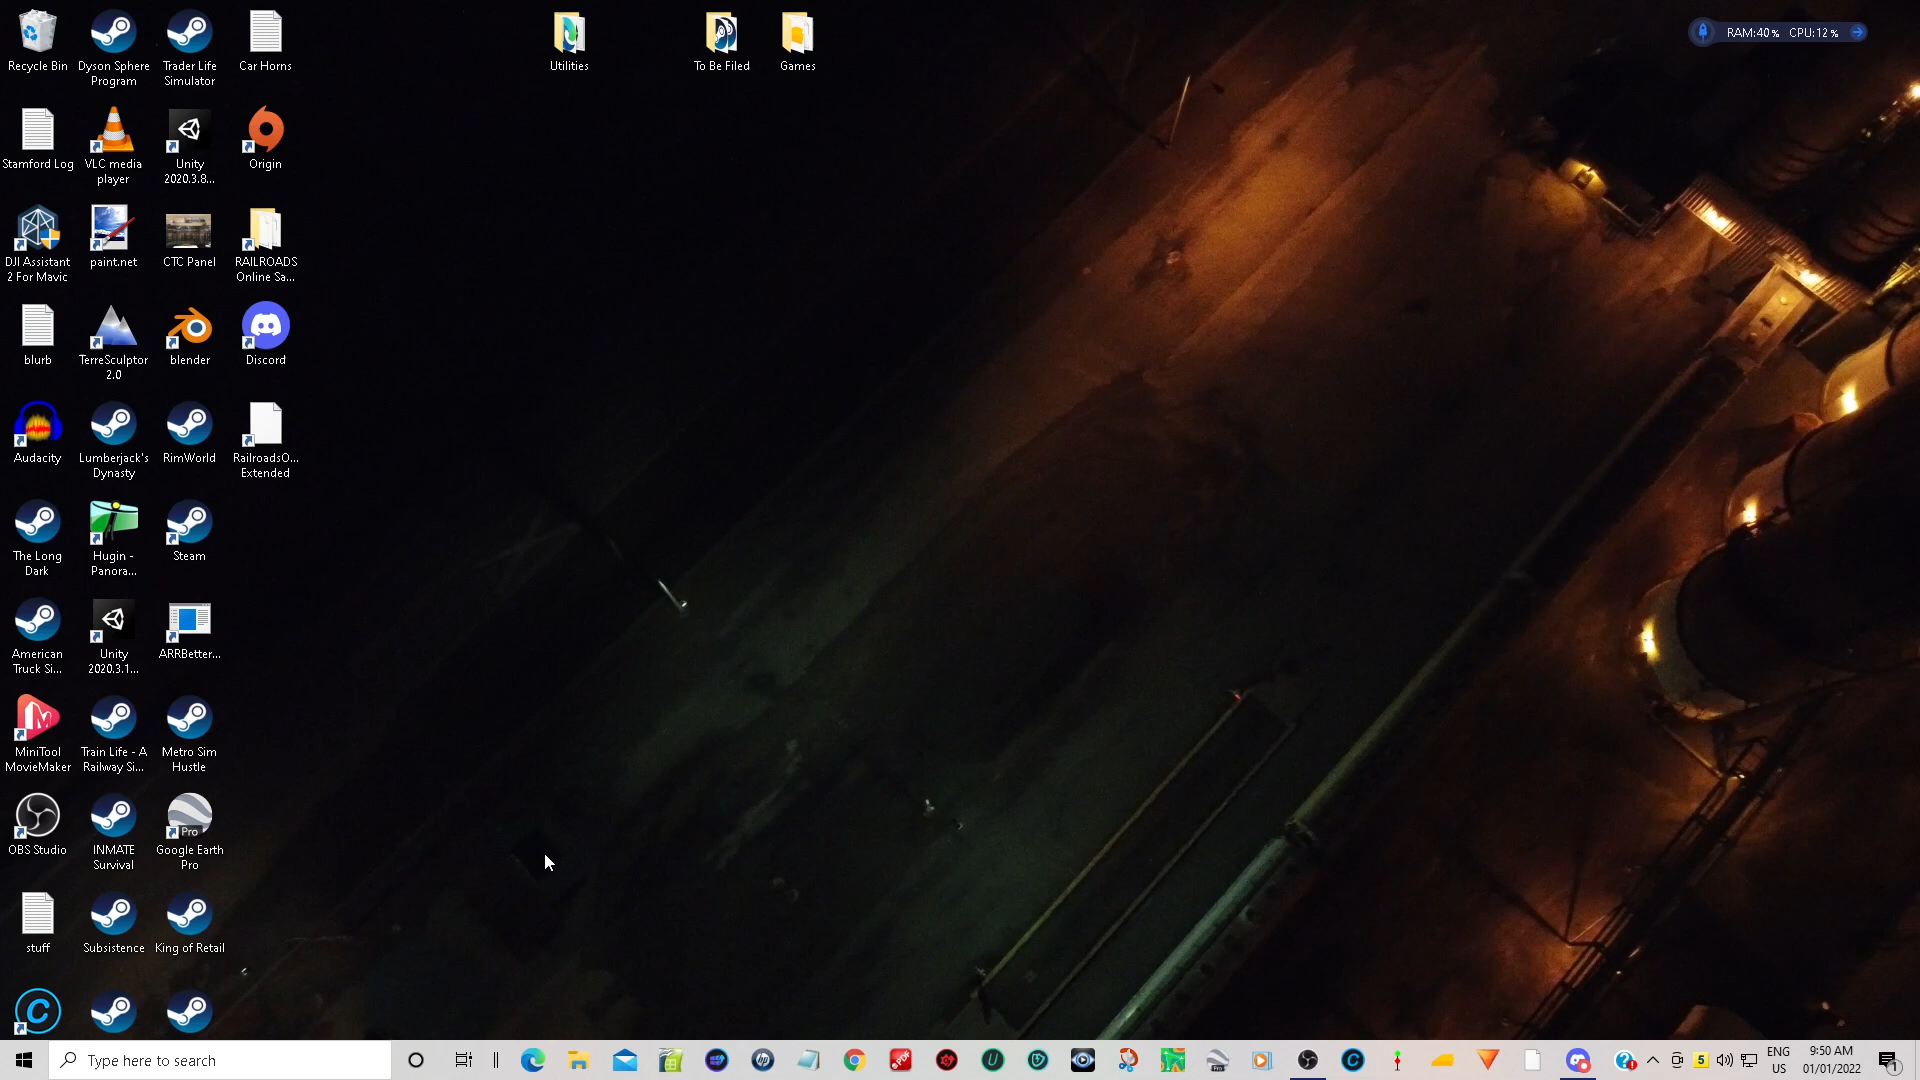 Recycle Bin
Dyson Sphere
Program
Trader Life
Simulator
Car Horns
Utilities
To Be Filed
Games
RAM:40% CPU:12%
Stamford Log
VLC media
player
Unity
2020.3.8...
Origin
DJI Assistant
2 For Mavic
paint.net
CTC Panel
RAILROADS
Online Sa...
blurb
TerreSculptor
2.0
blender
Discord
Audacity
Lumberjack's
Dynasty
RimWorld
RailroadsO...
Extended
The Long
Dark
Hugin -
Panora...
Steam
American
Truck Si...
Unity
2020.3.1...
ARRBetter...
MiniTool
MovieMaker
Train Life - A
Railway Si...
Metro Sim
Hustle
OBS Studio
INMATE
Survival
Pro
Google Earth
Pro
stuff
Subsistence
King of Retail
Type here to search
5
ENG
US
9:50 AM
01/01/2022
1